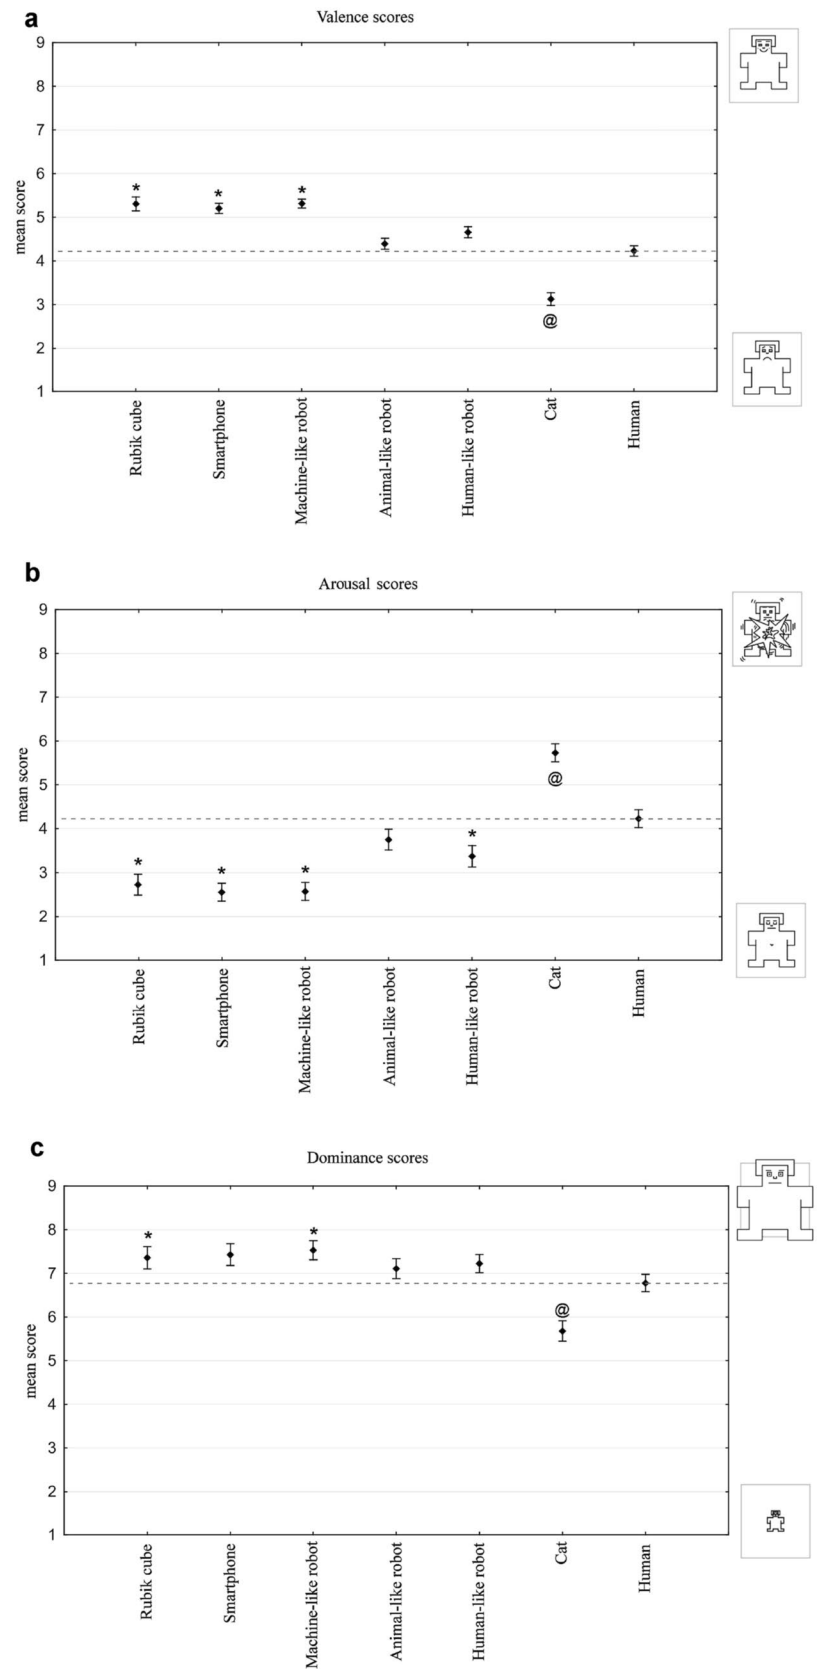 a
Valence scores
9
8
7
6
5
4
3
2
1
mean score
*
*
*
@
Rubik cube
Smartphone
Machine-like robot
Animal-like robot
Human-like robot
Cat
Human
b
Arousal scores
9
8
7
6
5
4
3
2
1
mean score
*
*
*
*
@
Rubik cube
Smartphone
Machine-like robot
Animal-like robot
Human-like robot
Cat
Human
c
Dominance scores
9
8
7
6
5
4
3
2
1
mean score
*
*
@
Rubik cube
Smartphone
Machine-like robot
Animal-like robot
Human-like robot
Cat
Human